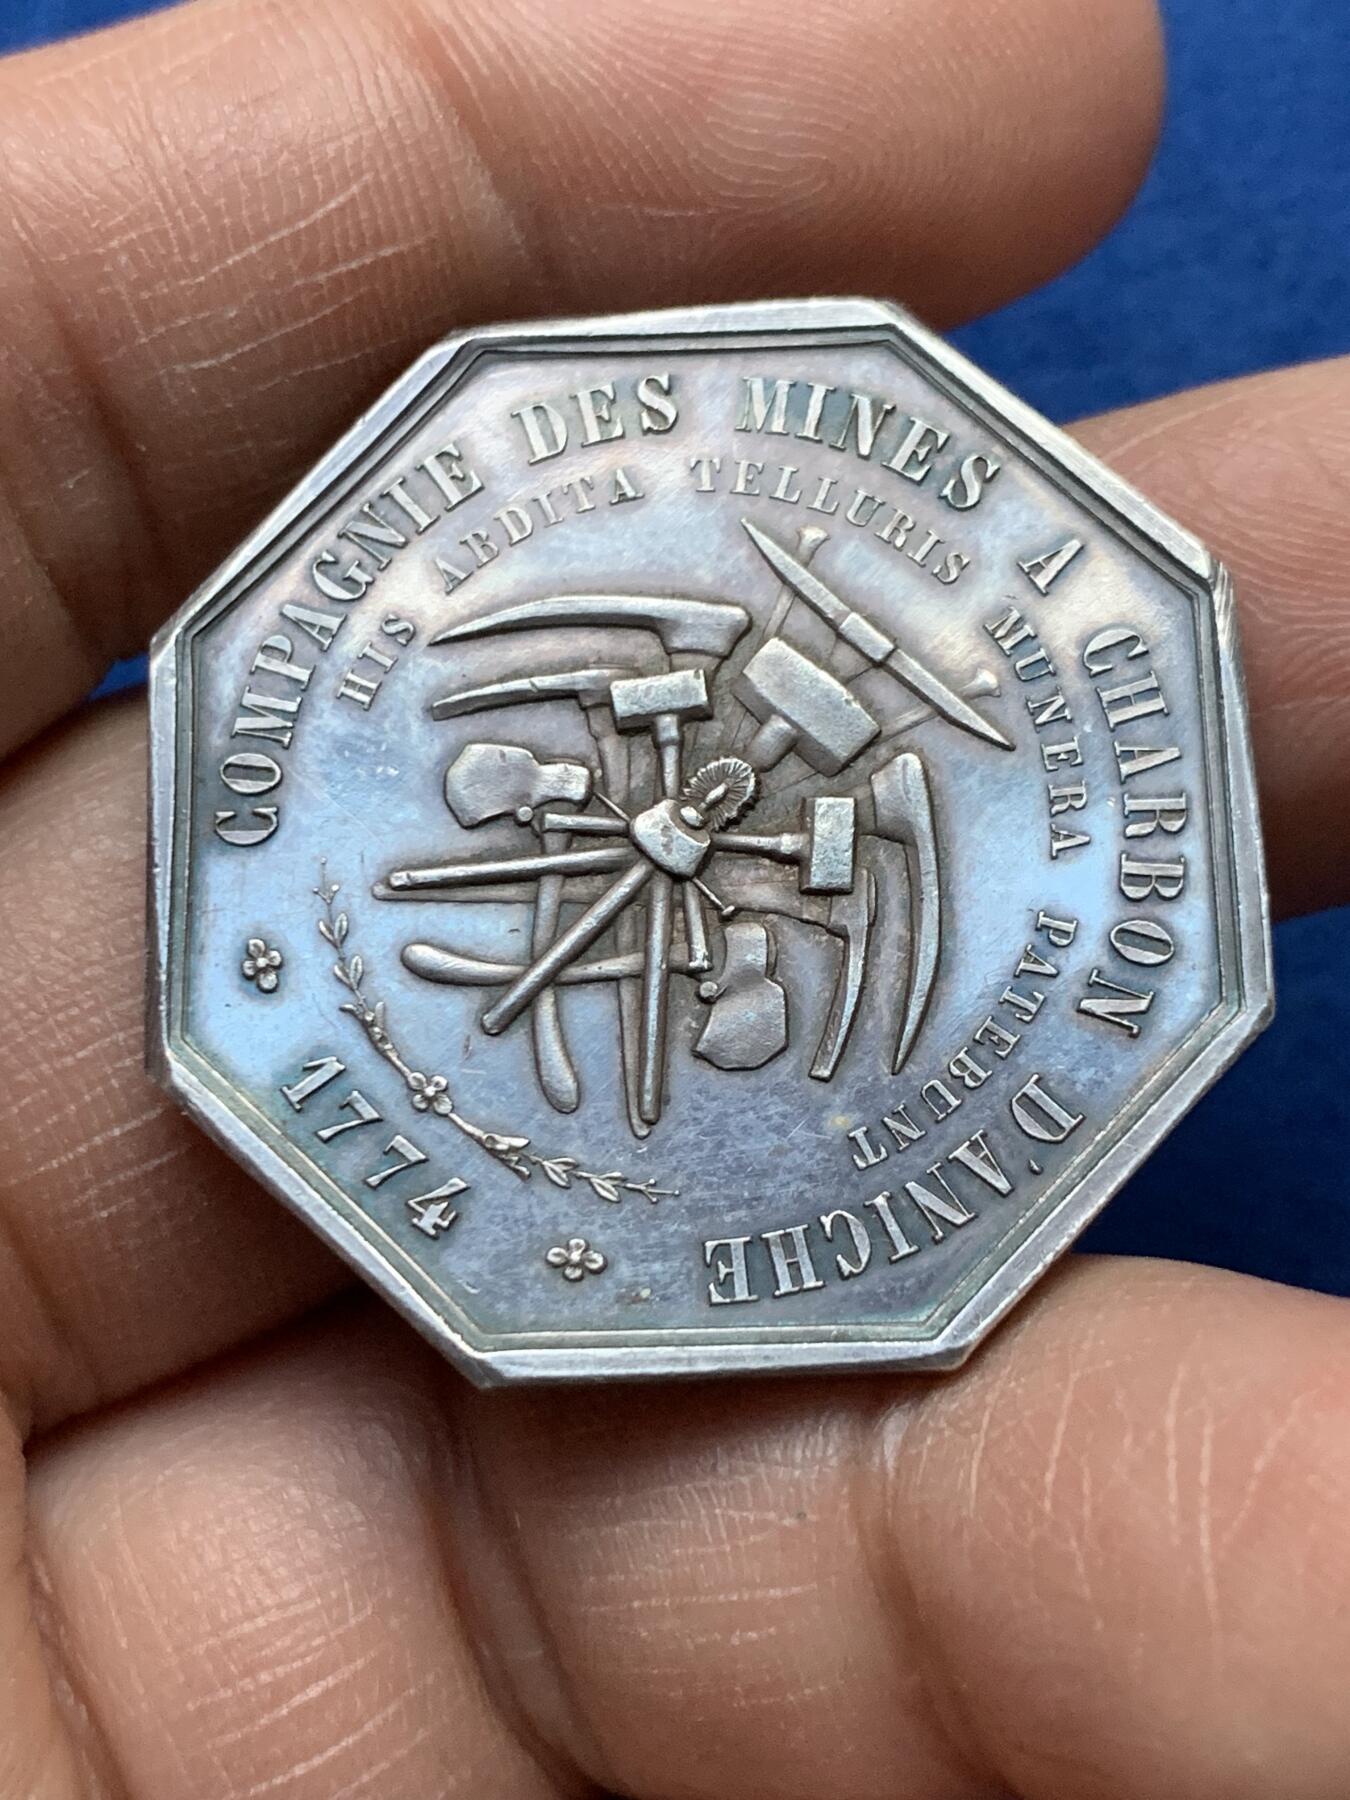 COMPAGNIE DES MINES A CHARBON D'ANICHE
HIS ABDITA TELLURIS MUNERA PATEBUNT
1774